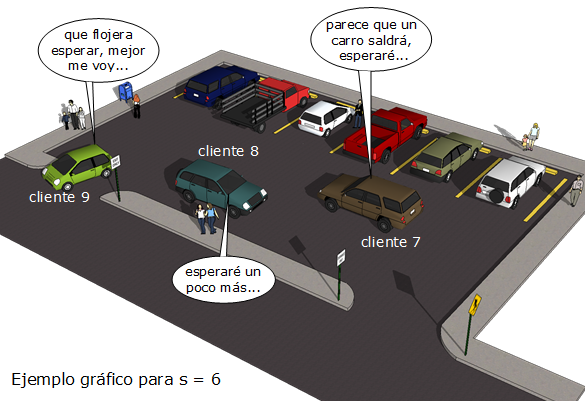 que flojera
esperar, mejor
me voy...
parece que un
carro saldrá,
esperaré...
cliente 8
cliente 9
cliente 7
esperaré un
poco más...
Ejemplo gráfico para s = 6